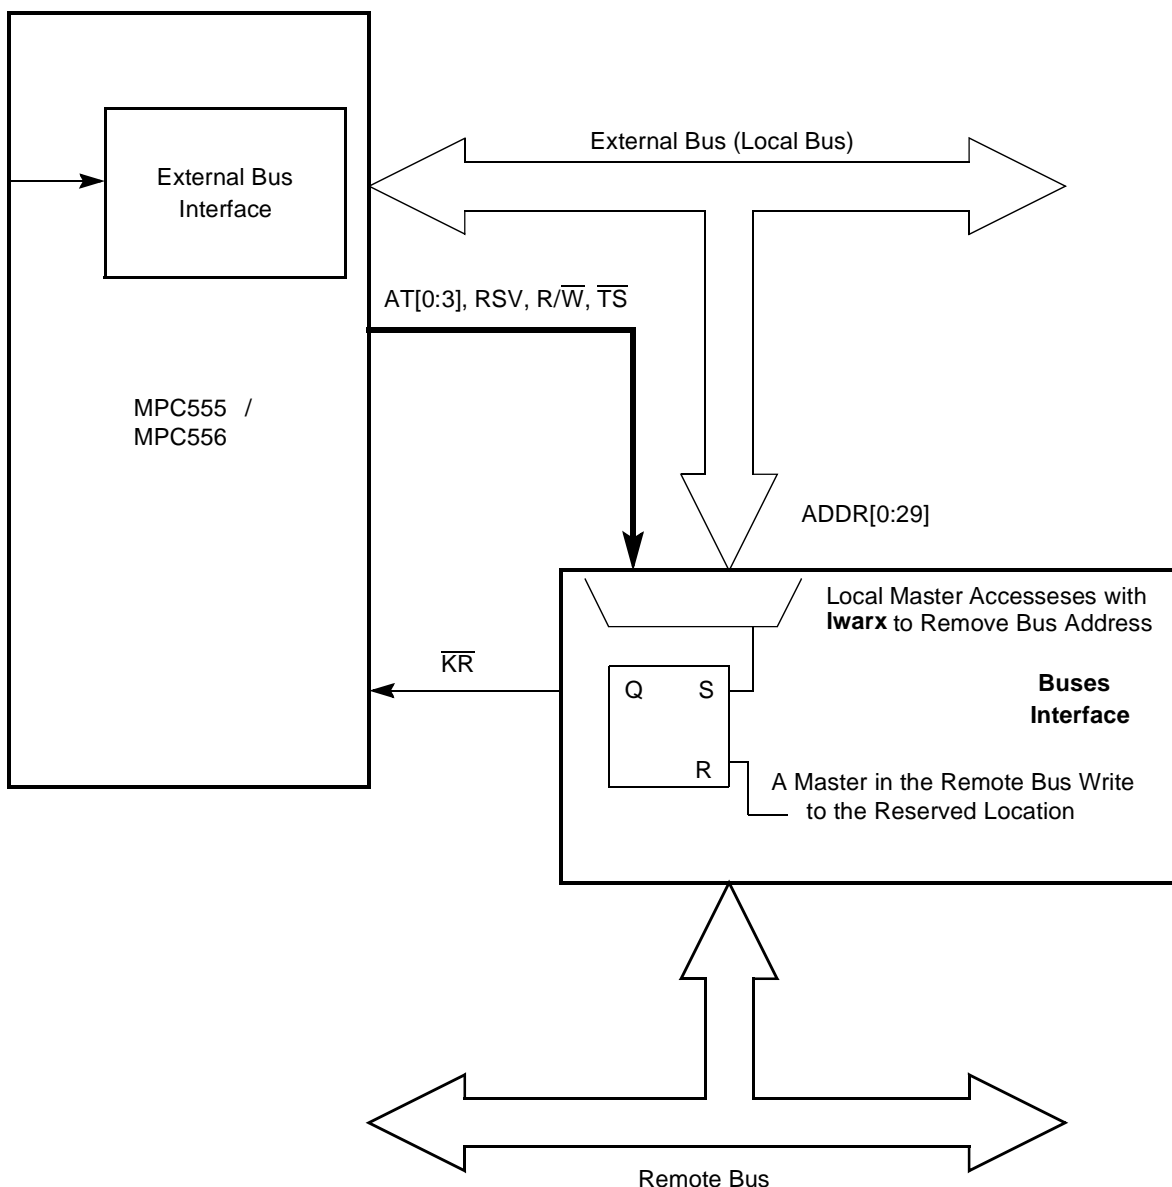 External Bus (Local Bus)
External Bus
Interface
AT[0:3], RSV, R/W̅, T̅S̅
MPC555 /
MPC556
ADDR[0:29]
Local Master Accesseses with
lwarx to Remove Bus Address
K̅R̅
Buses
Interface
Q S
R
A Master in the Remote Bus Write
to the Reserved Location
Remote Bus